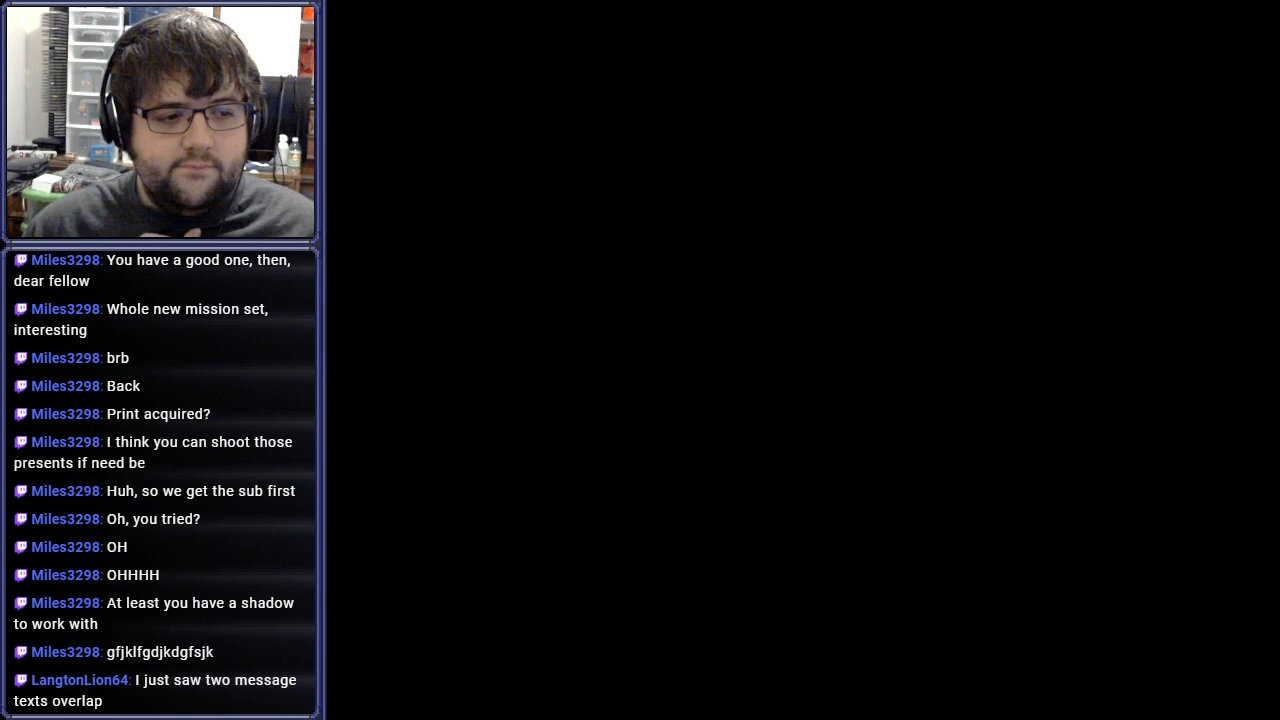 Miles3298: You have a good one, then,
dear fellow
Miles3298: Whole new mission set,
interesting
Miles3298: brb
Miles3298: Back
Miles3298: Print acquired?
Miles3298: I think you can shoot those
presents if need be
Miles3298: Huh, so we get the sub first
Miles3298: Oh, you tried?
Miles3298: OH
Miles3298: OHHHH
Miles3298: At least you have a shadow
to work with
Miles3298: gfjklfgdjkdgfsjk
LangtonLion64: I just saw two message
texts overlap